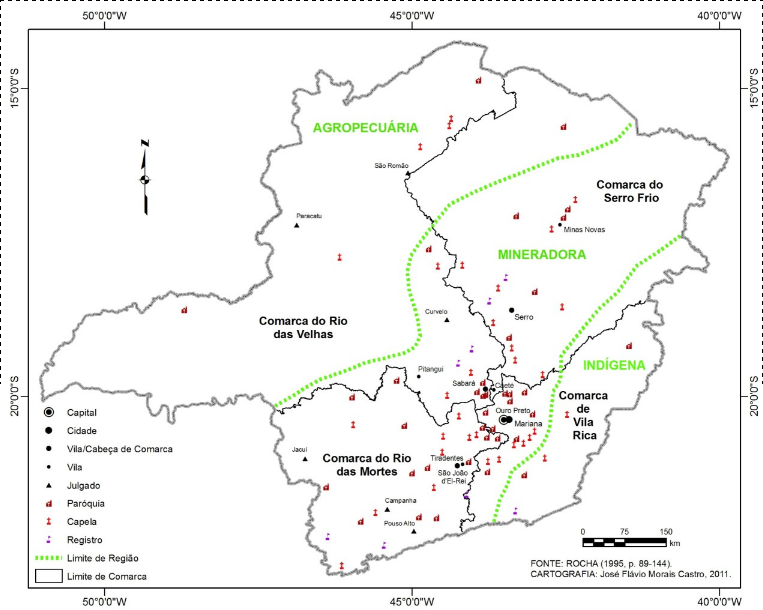 50°0'0"W
45°0'0"W
40°0'0"W
15°0'0"S
15°0'0"S
N
AGROPECUÁRIA
São Romão
Comarca do
Serro Frio
Paracatu
Minas Novas
MINERADORA
Curvelo
Serro
Comarca do Rio
das Velhas
INDÍGENA
Pitangui
Sabará
Caeté
20°0'0"S
20°0'0"S
Comarca
de
Vila
Rica
Ouro Preto
Mariana
Capital
Cidade
Vila/Cabeça de Comarca
Vila
Julgado
Paróquia
Capela
Registro
Limite de Região
Limite de Comarca
Jacuí
Comarca do Rio
das Mortes
Tiradentes
São João
d'El-Rei
Campanha
Pouso Alto
0
75
150
km
FONTE: ROCHA (1995, p. 89-144).
CARTOGRAFIA: José Flávio Morais Castro, 2011.
50°0'0"W
45°0'0"W
40°0'0"W